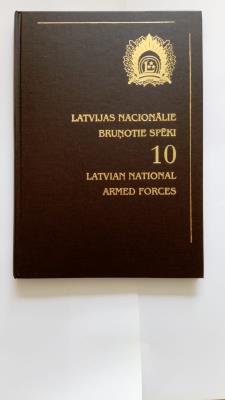 LATVIJAS NACIONĀLIE
BRUŅOTIE SPĒKI
10
LATVIAN NATIONAL
ARMED FORCES